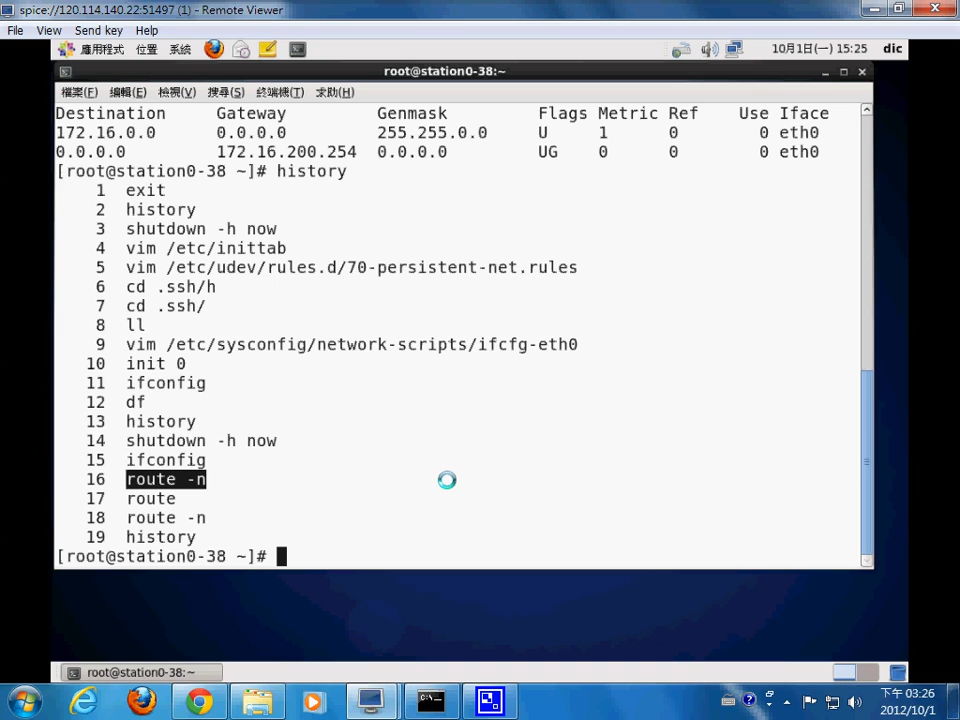 spice://120.114.140.22:51497 (1) - Remote Viewer
File View Send key Help
應用程式 位置 系統 10月1日(一) 15:25 dic
root@station0-38:~
檔案(F) 編輯(E) 檢視(V) 搜尋(S) 終端機(T) 求助(H)
Destination Gateway Genmask Flags Metric Ref Use Iface
172.16.0.0 0.0.0.0 255.255.0.0 U 1 0 0 eth0
0.0.0.0 172.16.200.254 0.0.0.0 UG 0 0 0 eth0
[root@station0-38 ~]# history
1 exit
2 history
3 shutdown -h now
4 vim /etc/inittab
5 vim /etc/udev/rules.d/70-persistent-net.rules
6 cd .ssh/h
7 cd .ssh/
8 ll
9 vim /etc/sysconfig/network-scripts/ifcfg-eth0
10 init 0
11 ifconfig
12 df
13 history
14 shutdown -h now
15 ifconfig
16 route -n
17 route
18 route -n
19 history
[root@station0-38 ~]#
root@station0-38:~
下午 03:26
2012/10/1